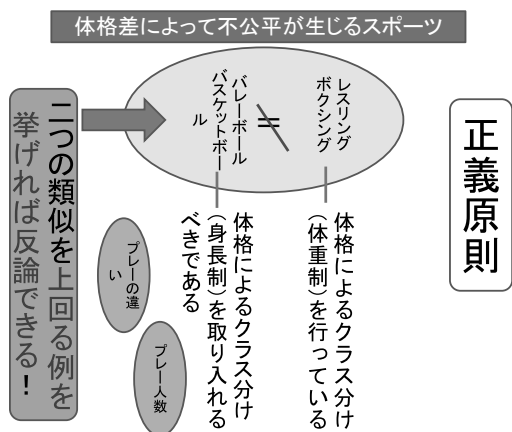 体格差によって不公平が生じるスポーツ
正義原則
レスリング
ボクシング
≠
バレーボール
バスケットボー
ル
体格によるクラス分け
（体重制）を行っている
体格によるクラス分け
（身長制）を取り入れる
べきである
プレーの違
い
プレー人数
二つの類似を上回る例を
挙げれば反論できる！